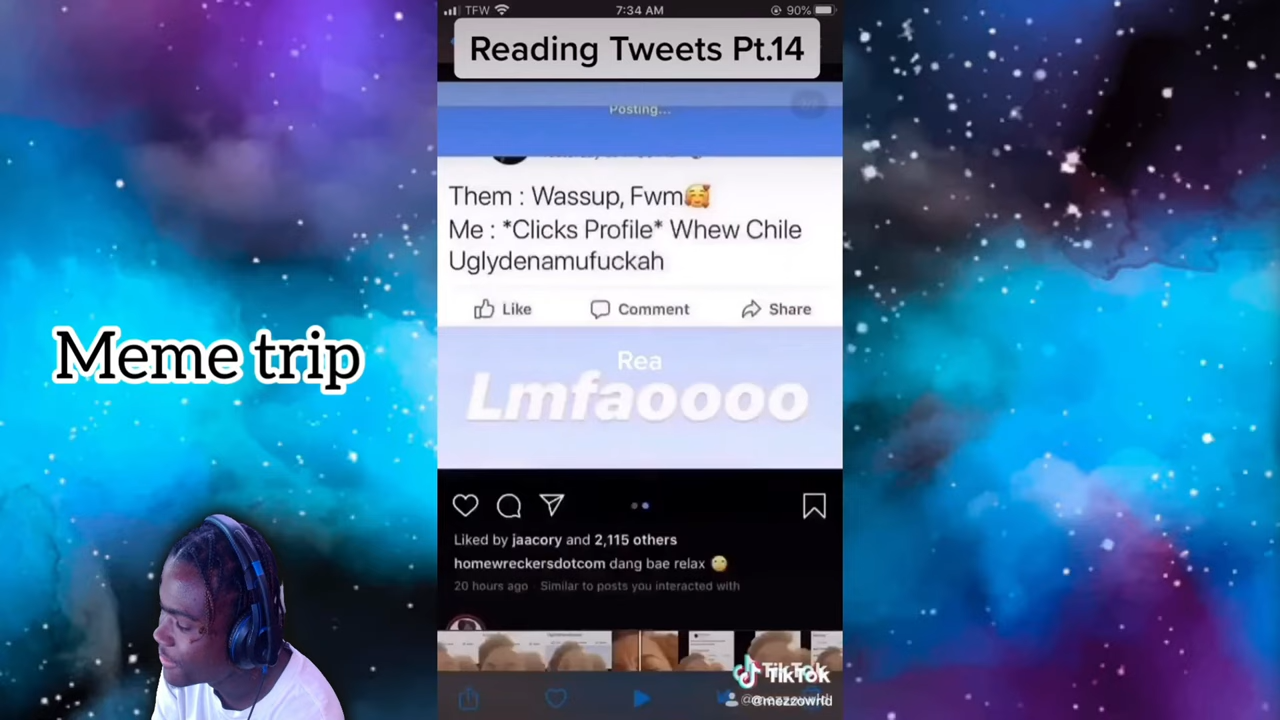 TFW
7:34 AM
90%
Reading Tweets Pt.14
Posting...
Them : Wassup, Fwm🥰
Me : *Clicks Profile* Whew Chile
Uglydenamufuckah
Like
Comment
Share
Rea
Lmfaoooo
Meme trip
Liked by jaacory and 2,115 others
homewreckersdotcom dang bae relax 🙄
20 hours ago
Similar to posts you interacted with
TikTok